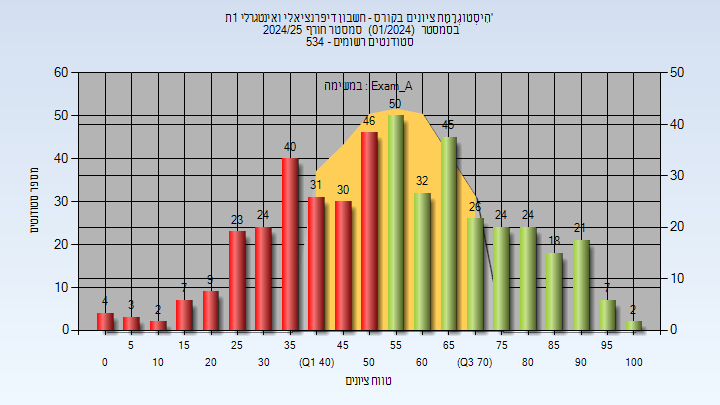 הִיסְטוֹגְרָמַת ציונים בקורס - חשבון דיפרנציאלי ואינטגרלי 1ת'
בסמסטר (01/2024) סמסטר חורף 2024/25
סטודנטים רשומים - 534
במשימה : Exam_A
60 50 40 30 20 10 0
מספר סטודנטים
50 40 30 20 10 0
4 3 2 7 9 23 24 40 31 30 46 50 32 45 26 24 24 18 21 7 2
5 15 25 35 45 55 65 75 85 95
0 10 20 30 (Q1 40) 50 60 (Q3 70) 80 90 100
טווח ציונים